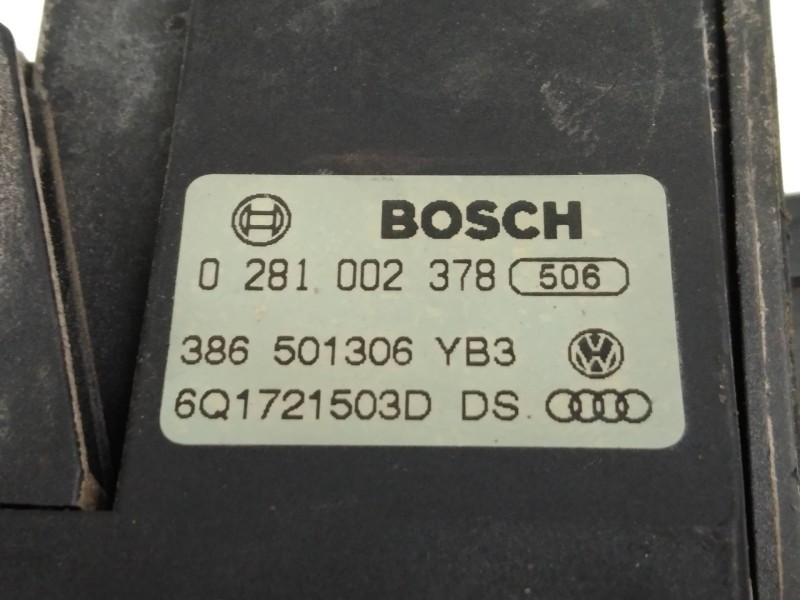 BOSCH
0 281 002 378 506
386 501306 YB3
6Q1721503D DS